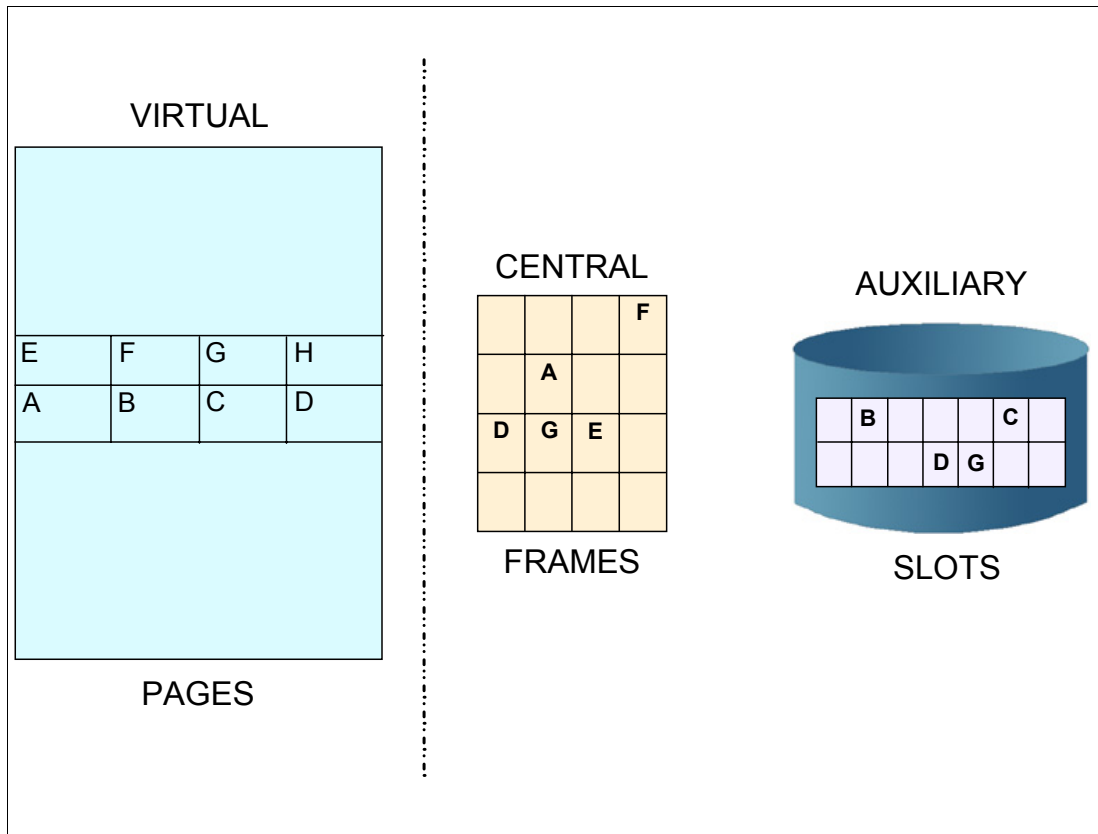 VIRTUAL
E F G H
A B C D
PAGES
CENTRAL
F
A
D G E
FRAMES
AUXILIARY
B C
D G
SLOTS